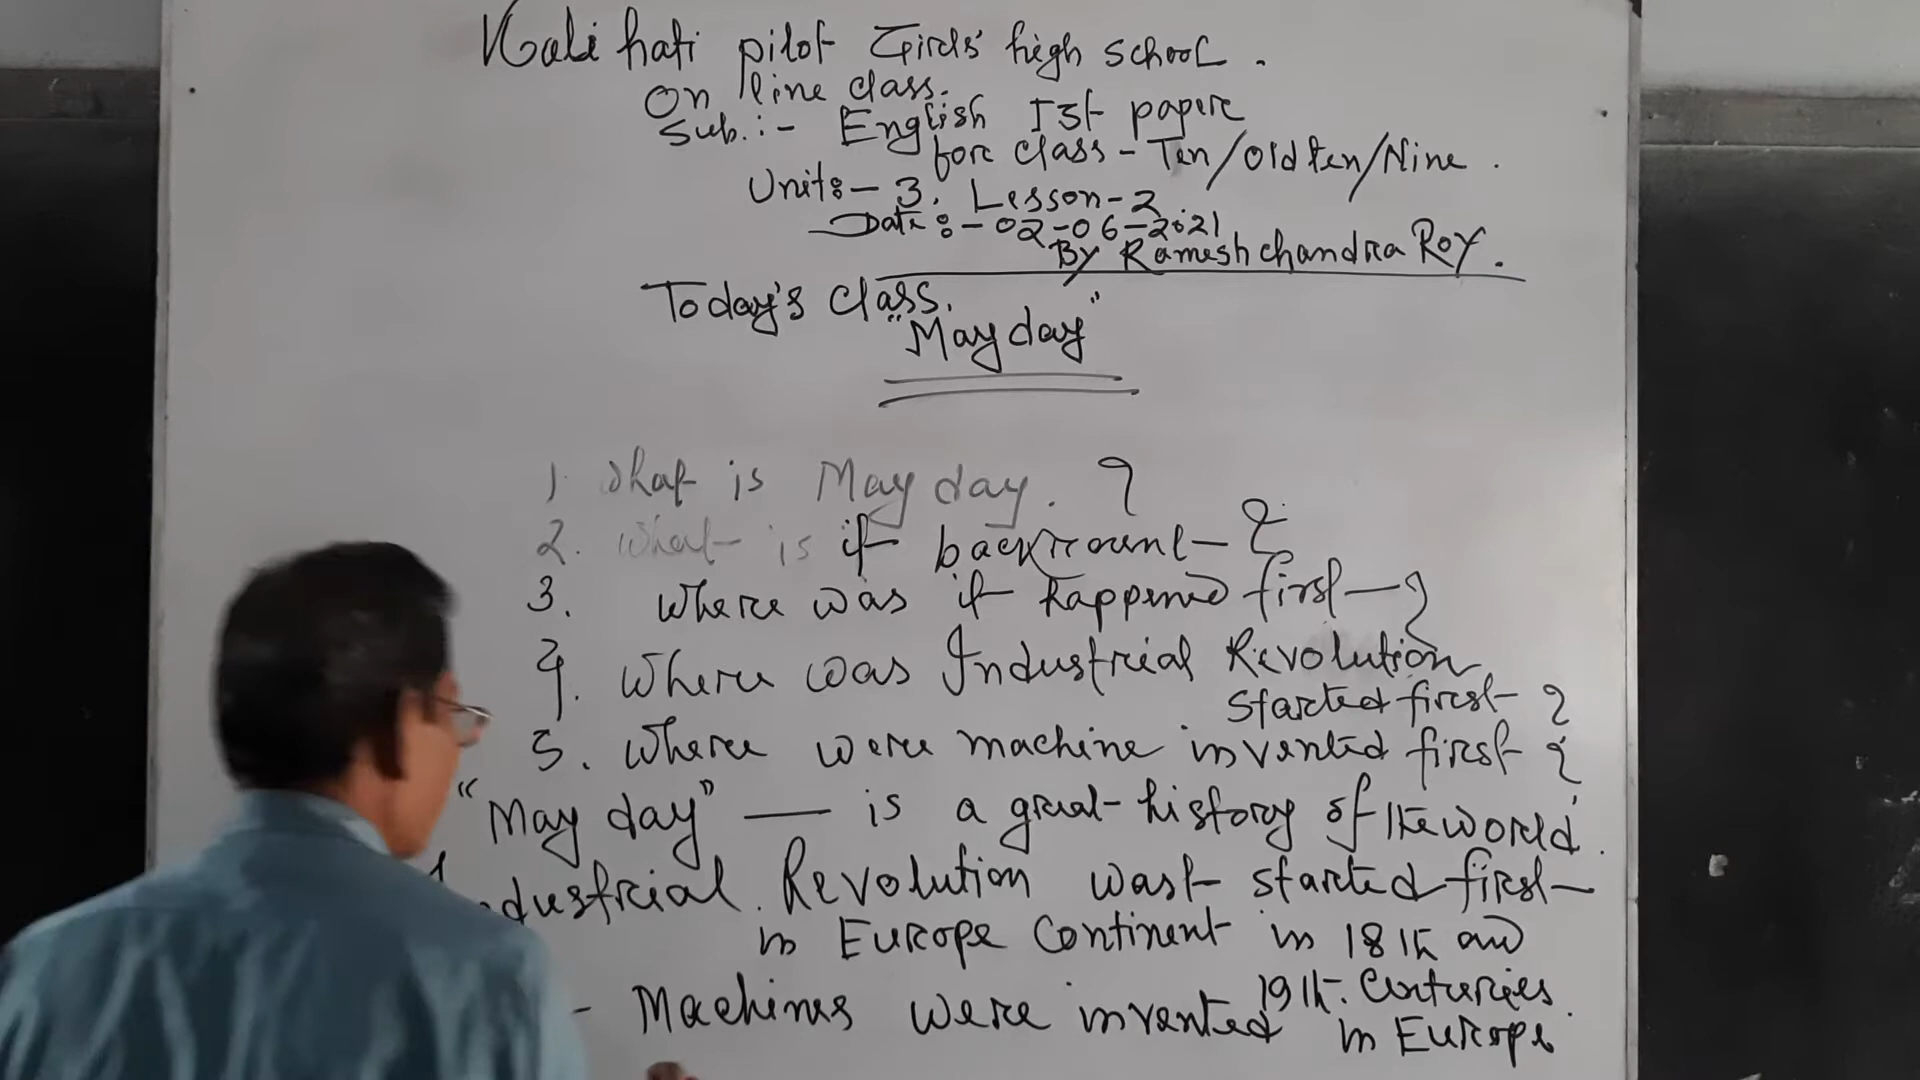 Kali hati pilot Girls' high school.
On line class.
Sub.:- English Ist paper
for class - Ten/old ten/Nine.
Unit:- 3. Lesson-2
Date:- 02-06-2021
By Ramesh chandra Roy.
Today's class.
"May day"
1. What is May day. ?
2. What is it backround ?
3. Where was it happened first ?
4. Where was Industrial Revolution
started first ?
5. Where were machine invented first ?
"May day" — is a great history of the world.
Industrial Revolution wast started first
in Europe Continent in 18th and
19th. Centuries.
- Machines were invented in Europe